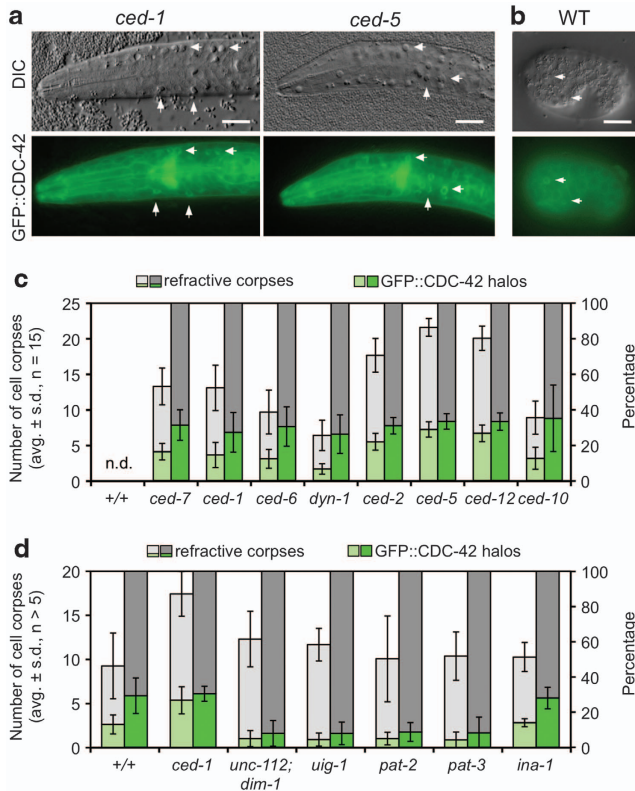 a
ced-1
ced-5
b
WT
DIC
GFP::CDC-42
c
refractive corpses
GFP::CDC-42 halos
Number of cell corpses
(avg. ± s.d., n = 15)
25
20
15
10
5
0
n.d.
100
80
60
40
20
0
Percentage
+/+ ced-7 ced-1 ced-6 dyn-1 ced-2 ced-5 ced-12 ced-10
d
refractive corpses
GFP::CDC-42 halos
Number of cell corpses
(avg. ± s.d., n > 5)
20
15
10
5
0
100
80
60
40
20
0
Percentage
+/+ ced-1 unc-112; uig-1 pat-2 pat-3 ina-1
dim-1